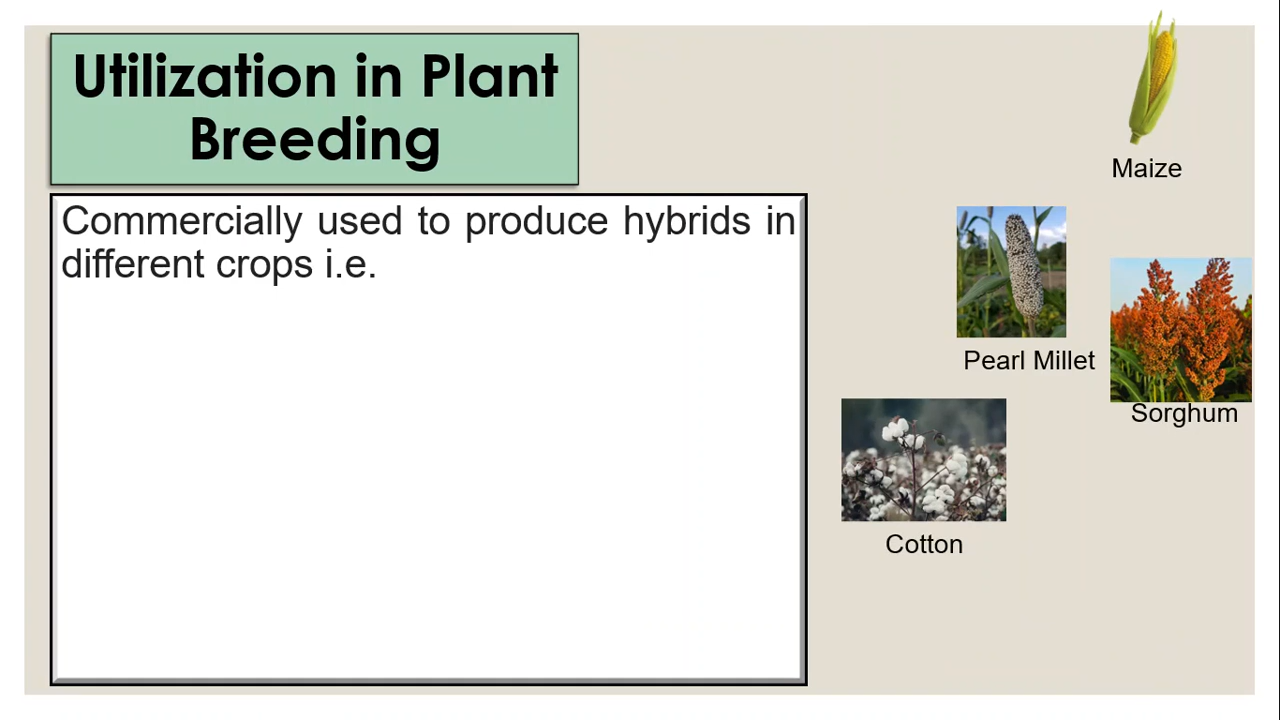 Utilization in Plant
Breeding
Commercially used to produce hybrids in
different crops i.e.
Maize
Pearl Millet
Sorghum
Cotton